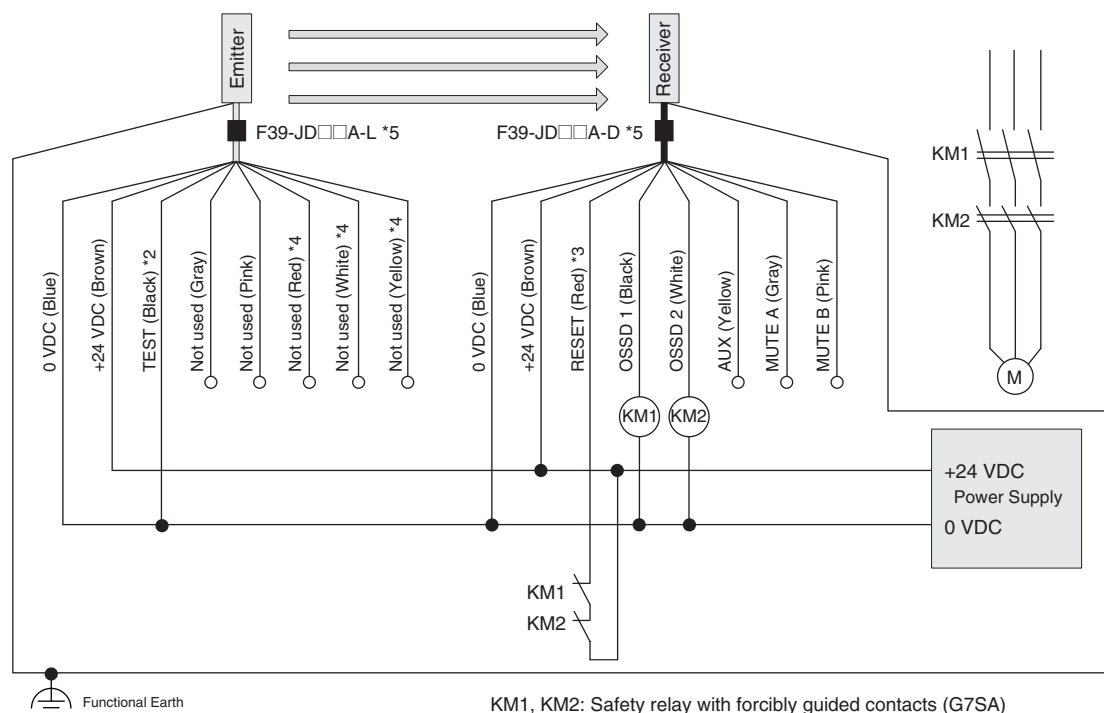 Emitter
Receiver
F39-JD□□A-L *5
F39-JD□□A-D *5
KM1
KM2
M
0 VDC (Blue)
+24 VDC (Brown)
TEST (Black) *2
Not used (Gray)
Not used (Pink)
Not used (Red) *4
Not used (White) *4
Not used (Yellow) *4
0 VDC (Blue)
+24 VDC (Brown)
RESET (Red) *3
OSSD 1 (Black)
OSSD 2 (White)
AUX (Yellow)
MUTE A (Gray)
MUTE B (Pink)
KM1
KM2
+24 VDC
Power Supply
0 VDC
KM1
KM2
Functional Earth
KM1, KM2: Safety relay with forcibly guided contacts (G7SA)